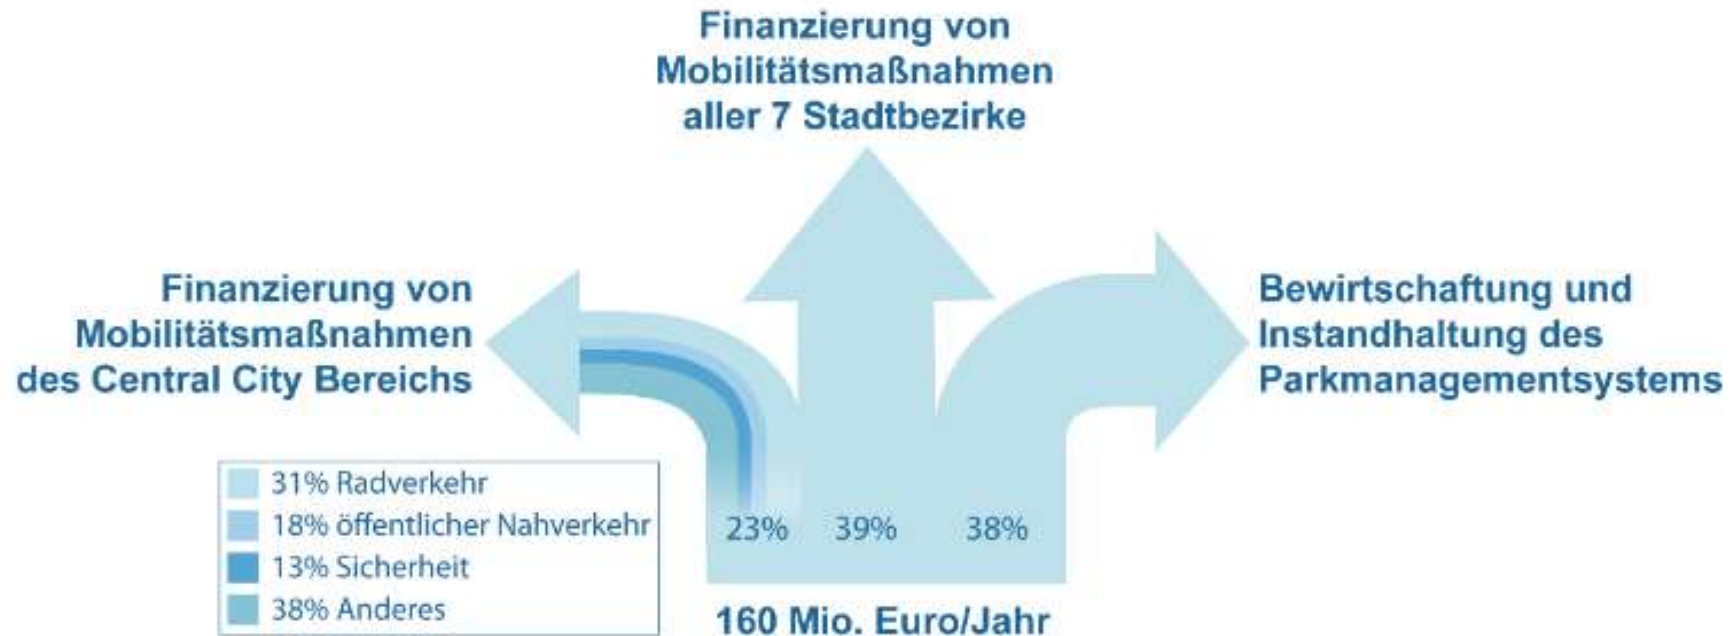 Finanzierung von
Mobilitätsmaßnahmen
aller 7 Stadtbezirke
Finanzierung von
Mobilitätsmaßnahmen
des Central City Bereichs
Bewirtschaftung und
Instandhaltung des
Parkmanagementsystems
31% Radverkehr
18% öffentlicher Nahverkehr
13% Sicherheit
38% Anderes
23% 39% 38%
160 Mio. Euro/Jahr